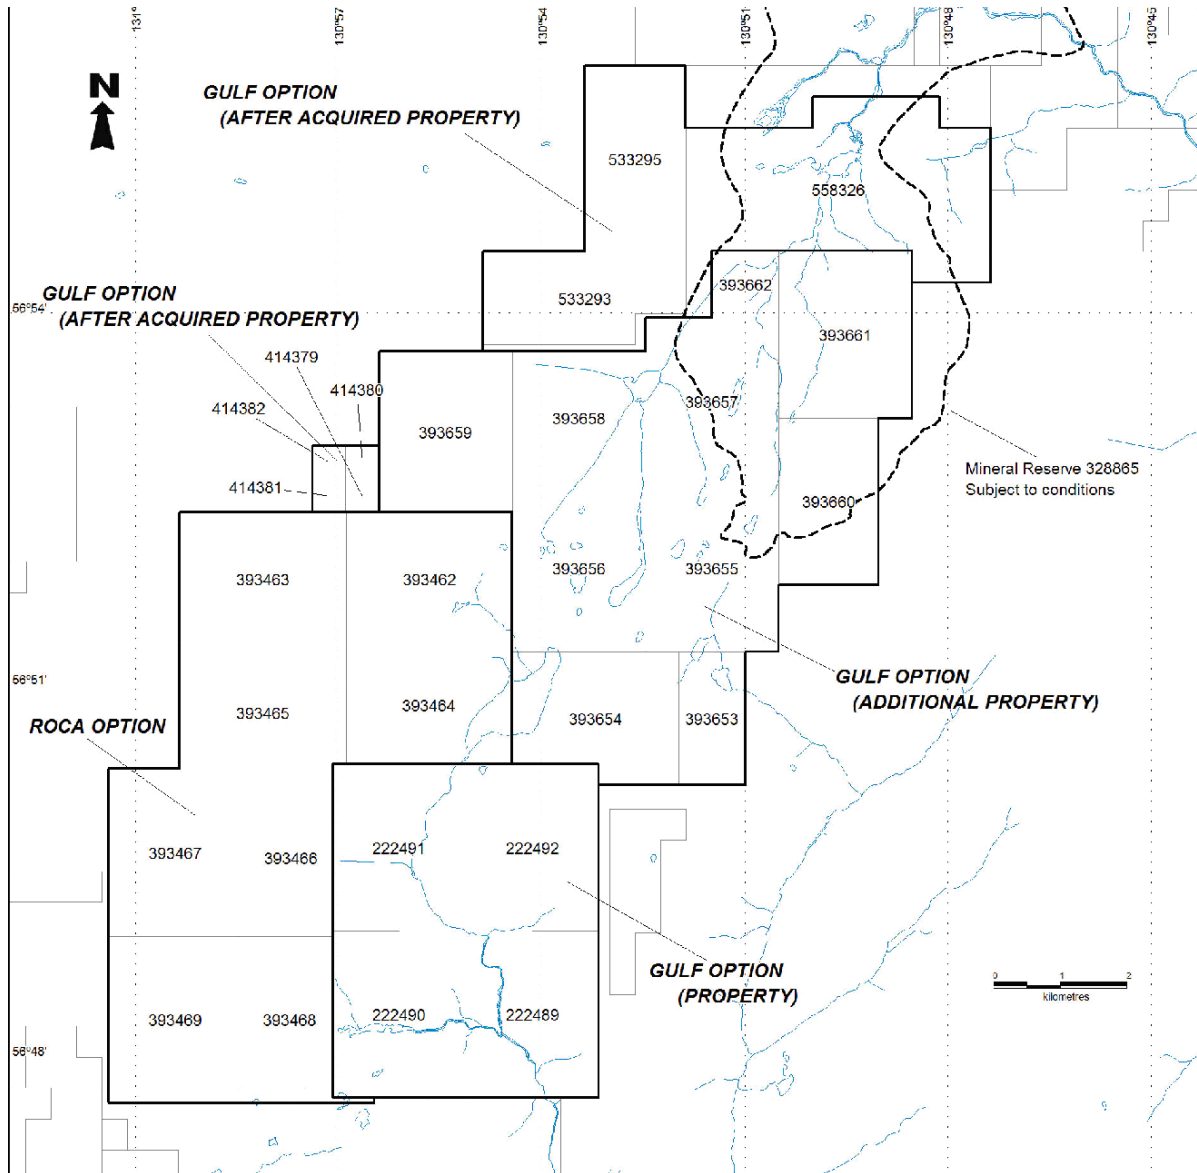 131°
130°57'
130°54'
130°51'
130°48'
130°45'
N
GULF OPTION
(AFTER ACQUIRED PROPERTY)
533295
558326
533293
393662
56°54'
GULF OPTION
(AFTER ACQUIRED PROPERTY)
393661
414379
414380
414382
393659
393658
393657
Mineral Reserve 328865
Subject to conditions
414381
393660
393463
393462
393656
393655
56°51'
GULF OPTION
(ADDITIONAL PROPERTY)
393465
393464
393654
393653
ROCA OPTION
393467
393466
222491
222492
GULF OPTION
(PROPERTY)
0 1 2
kilometres
393469
393468
222490
222489
56°48'